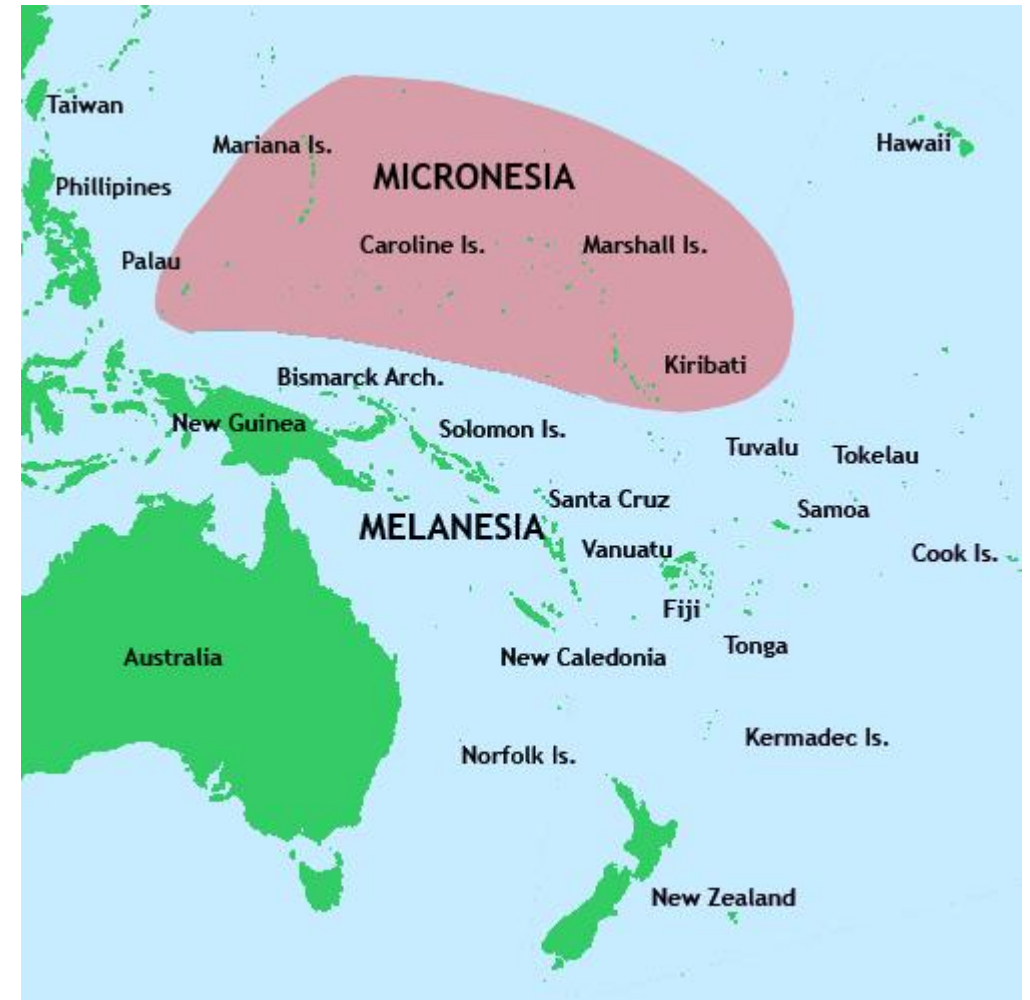 Taiwan
Hawaii
Mariana Is.
MICRONESIA
Phillipines
Caroline Is.
Marshall Is.
Palau
Kiribati
Bismarck Arch.
New Guinea
Solomon Is.
Tuvalu
Tokelau
Santa Cruz
Samoa
MELANESIA
Vanuatu
Cook Is.
Fiji
Tonga
Australia
New Caledonia
Kermadec Is.
Norfolk Is.
New Zealand